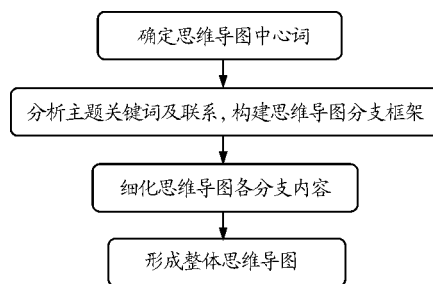 确定思维导图中心词
分析主题关键词及联系,构建思维导图分支框架
细化思维导图各分支内容
形成整体思维导图